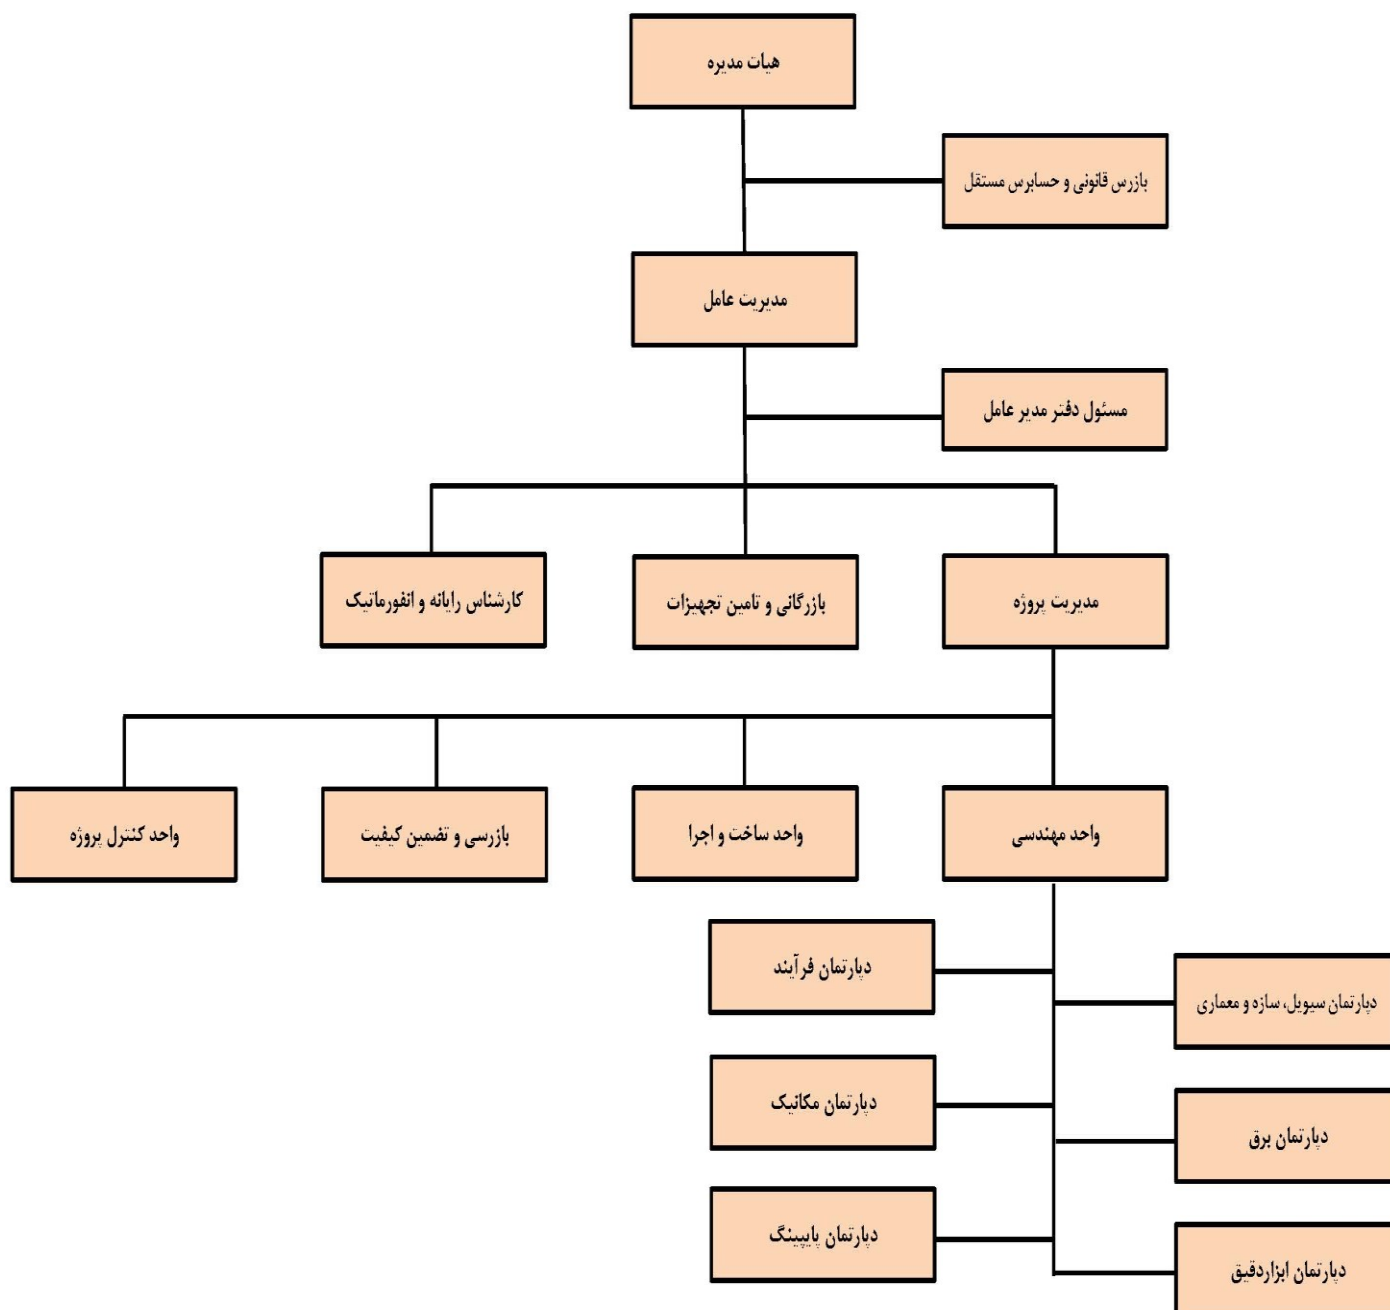 هیات مدیره
بازرس قانونی و حسابرس مستقل
مدیریت عامل
مسئول دفتر مدیر عامل
مدیریت پروژه
بازرگانی و تامین تجهیزات
کارشناس رایانه و انفورماتیک
واحد مهندسی
واحد ساخت و اجرا
بازرسی و تضمین کیفیت
واحد کنترل پروژه
دپارتمان فرآیند
دپارتمان سیویل، سازه و معماری
دپارتمان مکانیک
دپارتمان برق
دپارتمان پایپینگ
دپارتمان ابزاردقیق